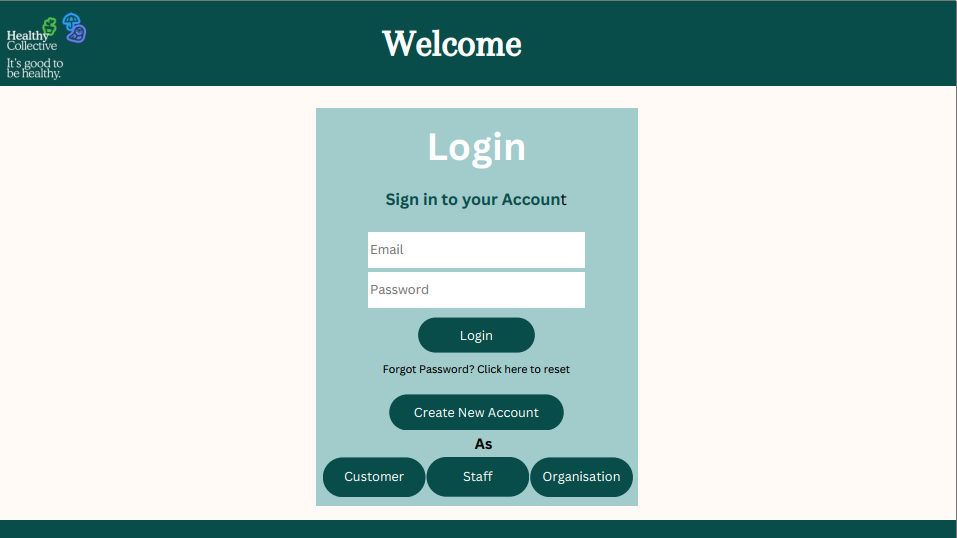 Healthy
Collective
It's good to
be healthy.
Welcome
Login
Sign in to your Account
Email
Password
Login
Forgot Password? Click here to reset
Create New Account
As
Customer Staff Organisation